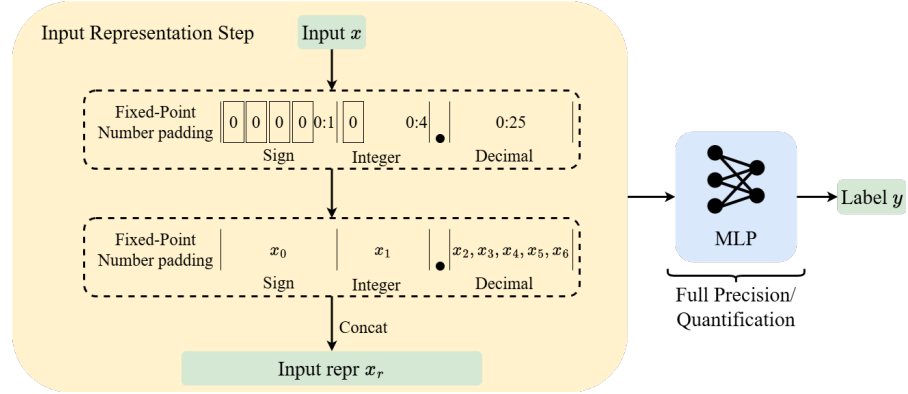 Input Representation Step
Input x
Fixed-Point
Number padding
0 0 0 0 0:1 0 0:4 . 0:25
Sign Integer Decimal
Fixed-Point
Number padding
x₀ x₁ . x₂, x₃, x₄, x₅, x₆
Sign Integer Decimal
Concat
Input repr xᵣ
MLP
Full Precision/
Quantification
Label y